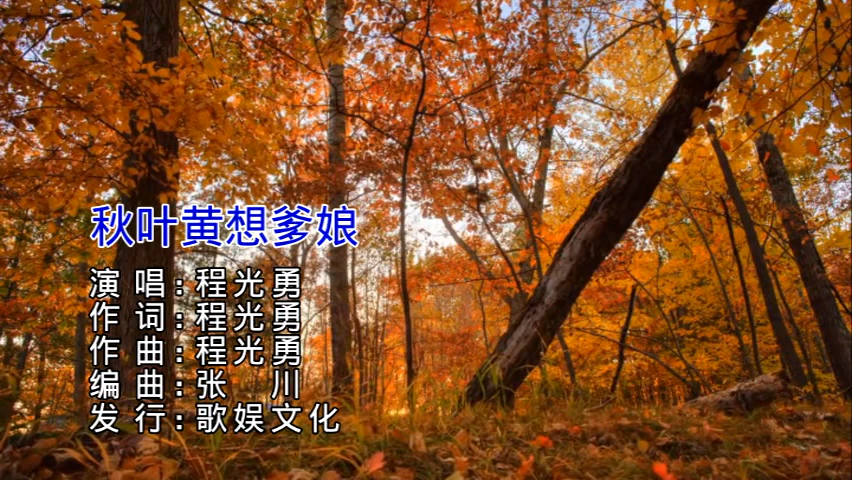 秋叶黄想爹娘
演 唱:程光勇
作 词:程光勇
作 曲:程光勇
编 曲:张 川
发 行:歌娱文化